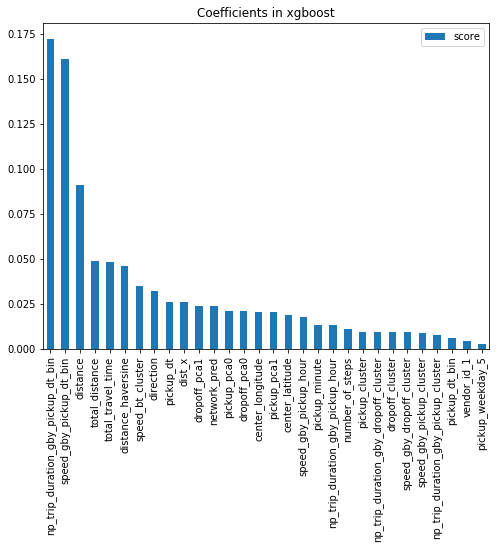 Coefficients in xgboost
score
0.175
0.150
0.125
0.100
0.075
0.050
0.025
0.000
np_trip_duration_gby_pickup_dt_bin
speed_gby_pickup_dt_bin
distance
total_distance
total_travel_time
distance_haversine
speed_bt_cluster
direction
pickup_dt
dist_x
dropoff_pca1
network_pred
pickup_pca0
dropoff_pca0
center_longitude
pickup_pca1
center_latitude
speed_gby_pickup_hour
pickup_minute
np_trip_duration_gby_pickup_hour
number_of_steps
pickup_cluster
np_trip_duration_gby_dropoff_cluster
dropoff_cluster
speed_gby_dropoff_cluster
speed_gby_pickup_cluster
np_trip_duration_gby_pickup_cluster
pickup_dt_bin
vendor_id_1
pickup_weekday_5